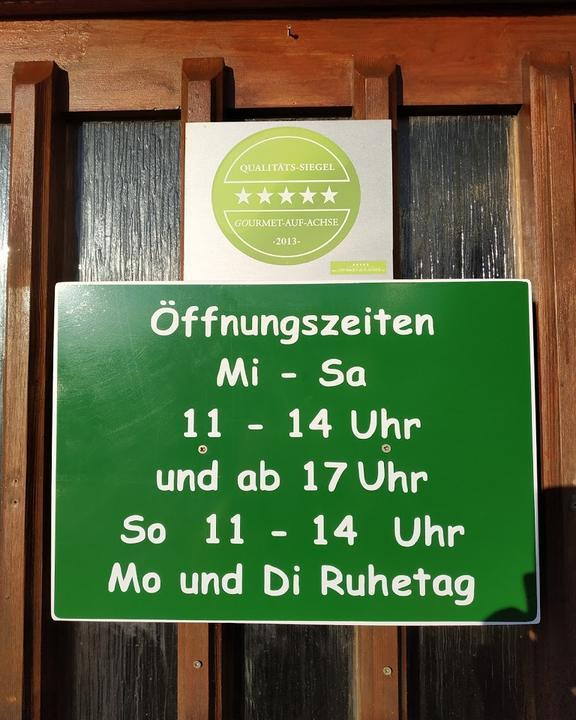 QUALITÄTS-SIEGEL
GOURMET-AUF-ACHSE
·2013·
Öffnungszeiten
Mi - Sa
11 - 14 Uhr
und ab 17 Uhr
So 11 - 14 Uhr
Mo und Di Ruhetag